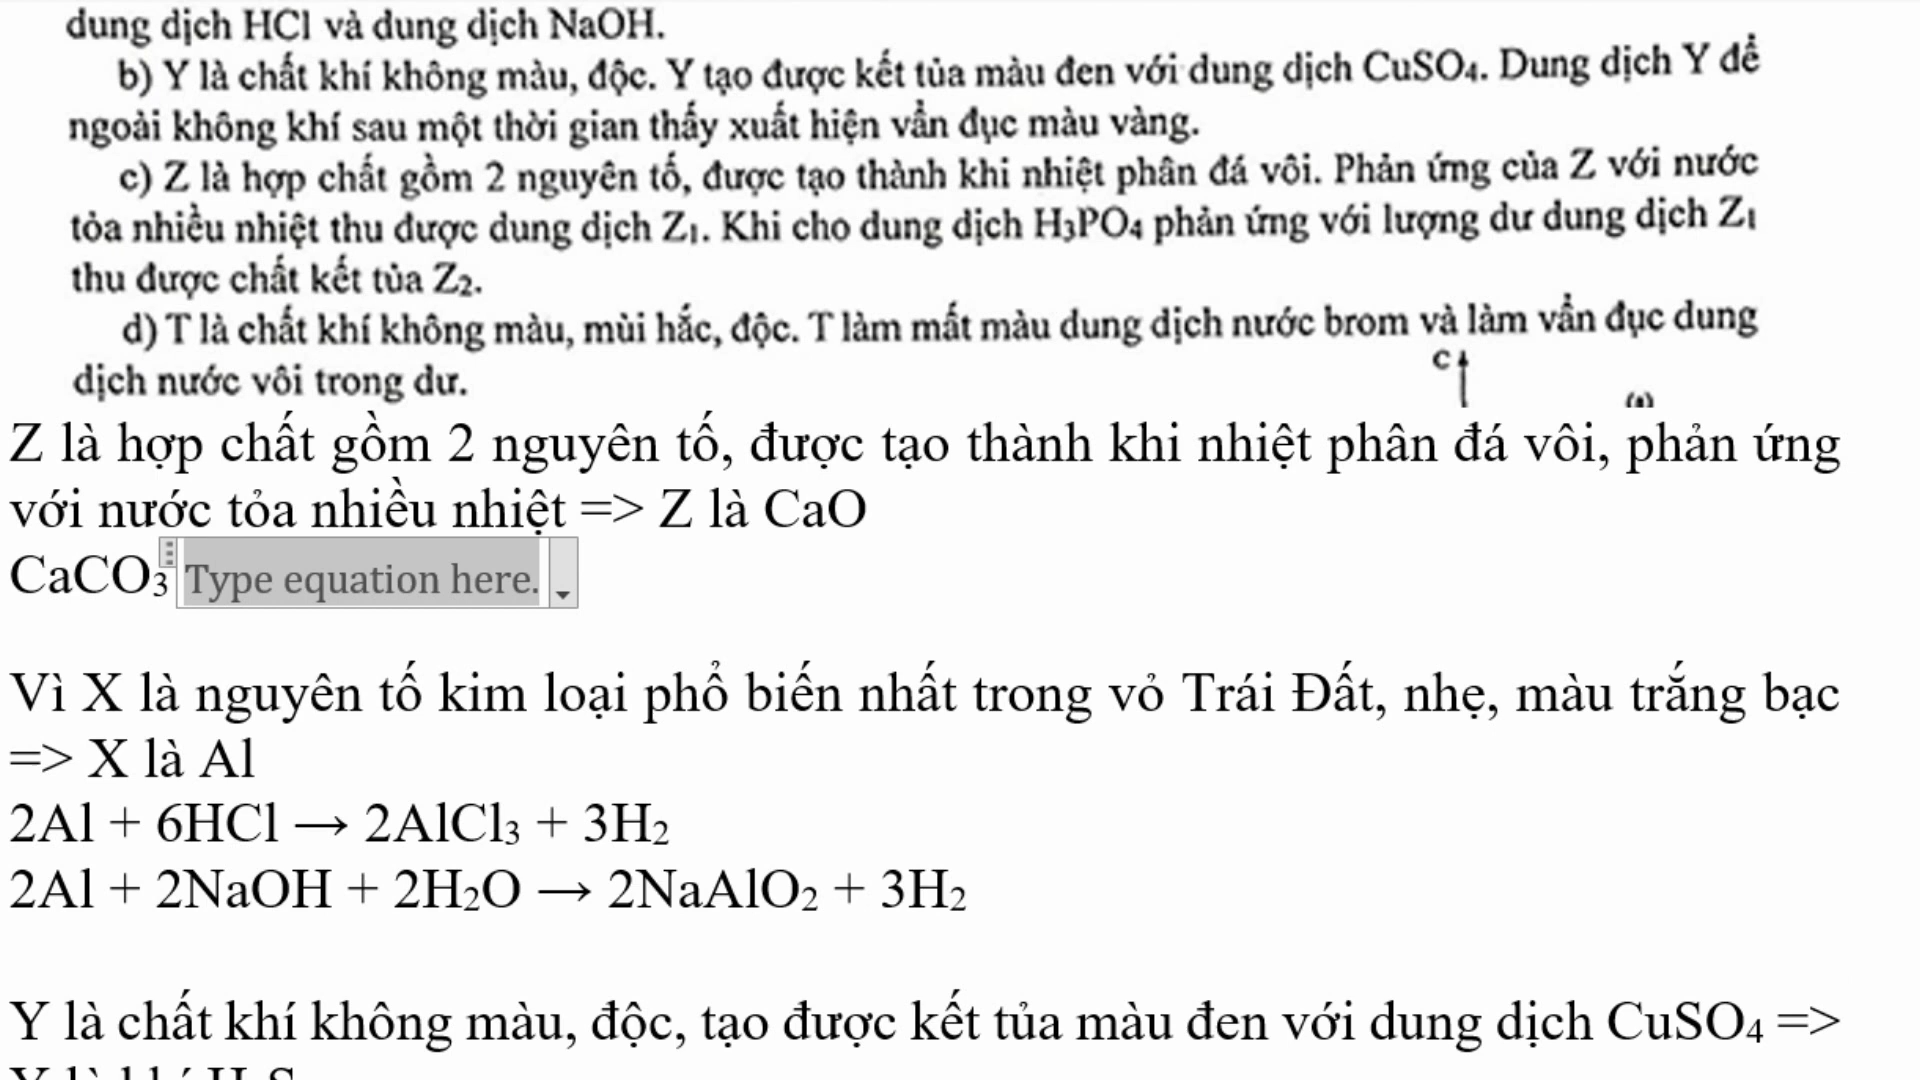 dung dịch HCl và dung dịch NaOH.
b) Y là chất khí không màu, độc. Y tạo được kết tủa màu đen với dung dịch CuSO₄. Dung dịch Y để
ngoài không khí sau một thời gian thấy xuất hiện vẩn đục màu vàng.
c) Z là hợp chất gồm 2 nguyên tố, được tạo thành khi nhiệt phân đá vôi. Phản ứng của Z với nước
tỏa nhiều nhiệt thu được dung dịch Z₁. Khi cho dung dịch H₃PO₄ phản ứng với lượng dư dung dịch Z₁
thu được chất kết tủa Z₂.
d) T là chất khí không màu, mùi hắc, độc. T làm mất màu dung dịch nước brom và làm vẩn đục dung
dịch nước vôi trong dư.
C
(a)
Z là hợp chất gồm 2 nguyên tố, được tạo thành khi nhiệt phân đá vôi, phản ứng
với nước tỏa nhiều nhiệt => Z là CaO
CaCO₃ Type equation here.
Vì X là nguyên tố kim loại phổ biến nhất trong vỏ Trái Đất, nhẹ, màu trắng bạc
=> X là Al
2Al + 6HCl → 2AlCl₃ + 3H₂
2Al + 2NaOH + 2H₂O → 2NaAlO₂ + 3H₂
Y là chất khí không màu, độc, tạo được kết tủa màu đen với dung dịch CuSO₄ =>